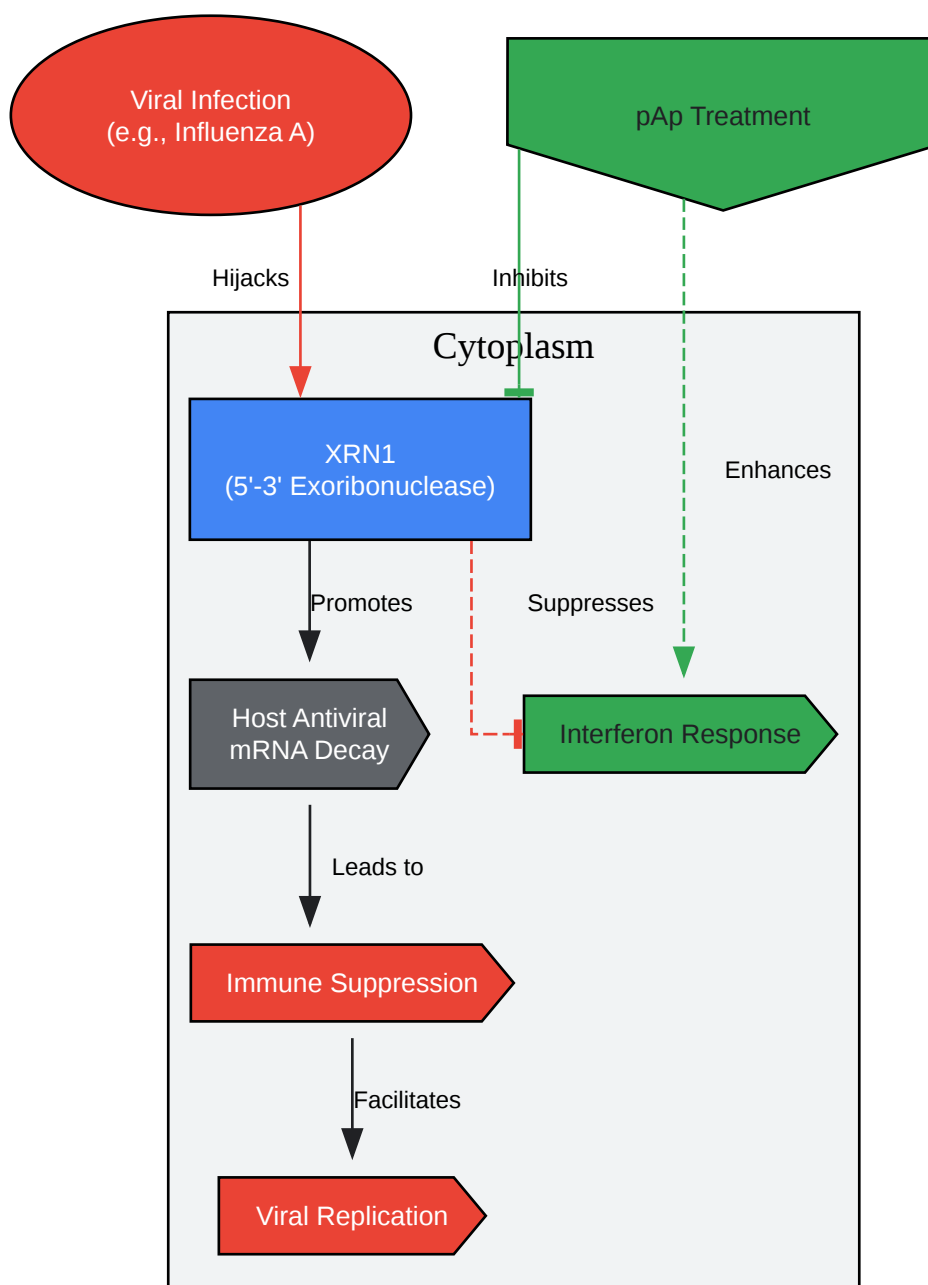 Viral Infection
(e.g., Influenza A)
pAp Treatment
Hijacks
Inhibits
Cytoplasm
XRN1
(5'-3' Exoribonuclease)
Enhances
Promotes
Suppresses
Host Antiviral
mRNA Decay
Interferon Response
Leads to
Immune Suppression
Facilitates
Viral Replication